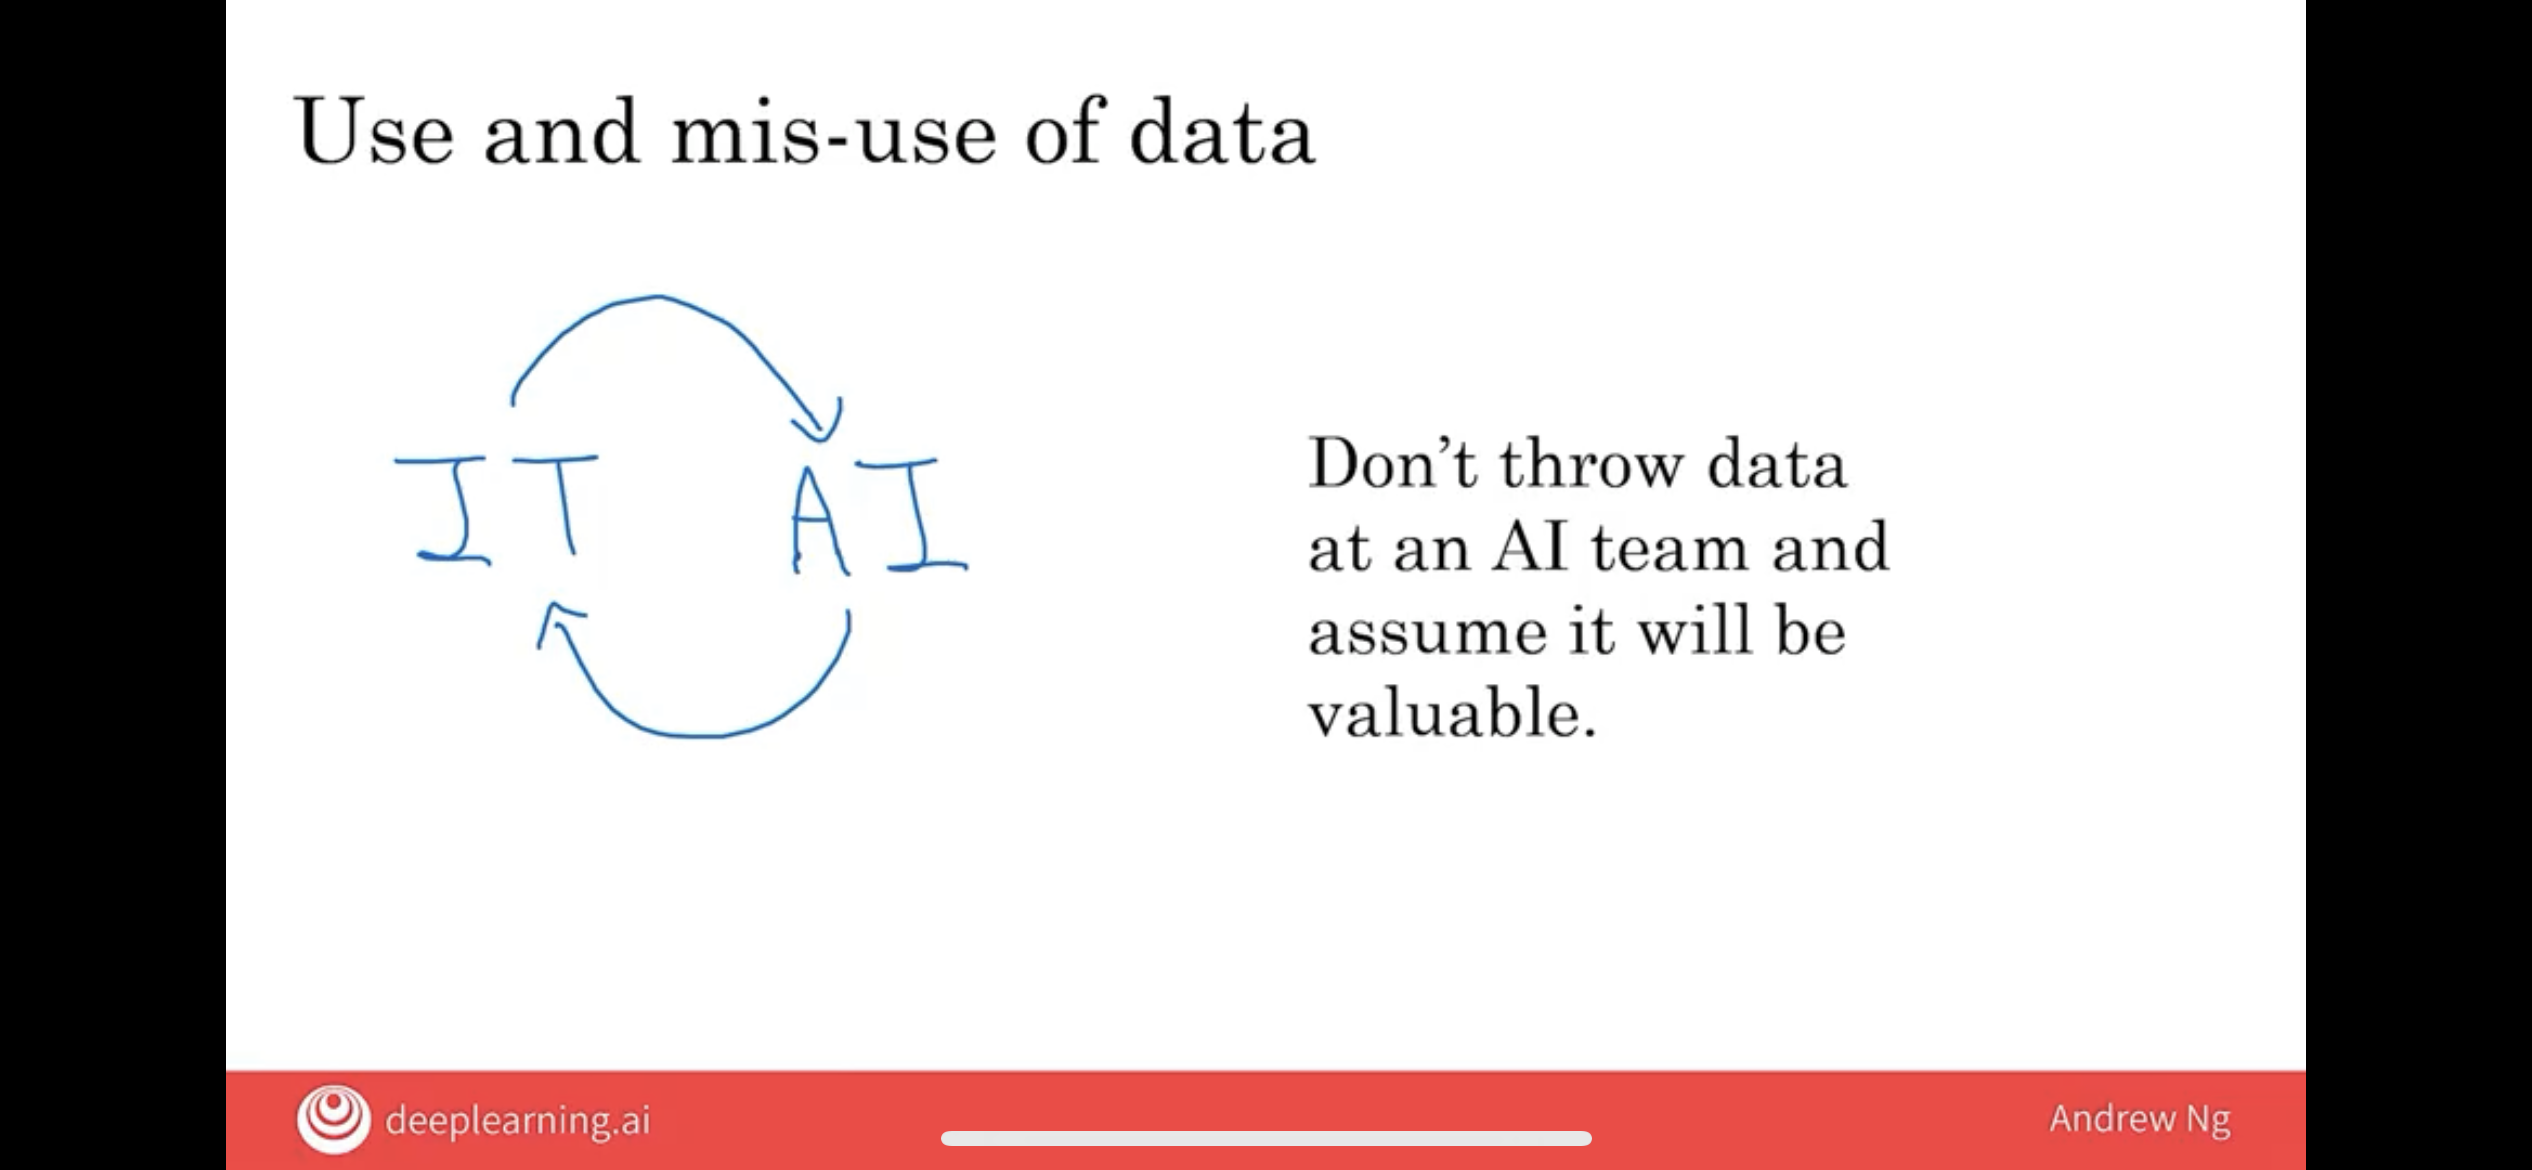 Use and mis-use of data
IT AI
Don't throw data
at an AI team and
assume it will be
valuable.
deeplearning.ai
Andrew Ng